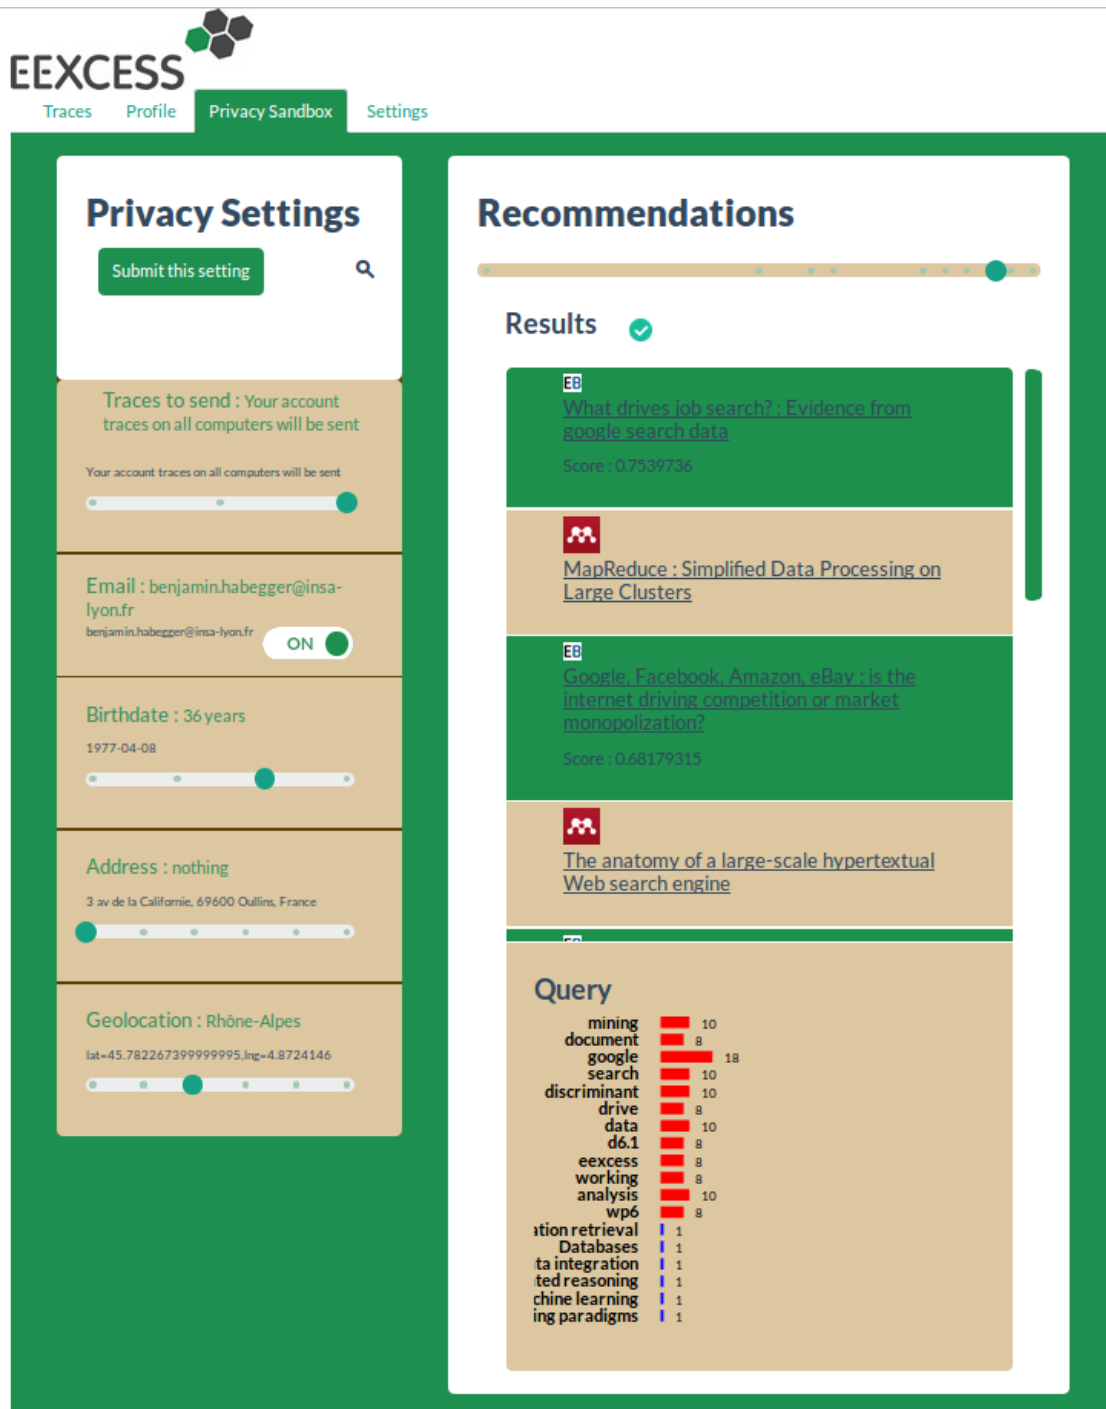 EEXCESS
Traces Profile Privacy Sandbox Settings
Privacy Settings
Submit this setting
Traces to send : Your account
traces on all computers will be sent
Your account traces on all computers will be sent
Email : benjamin.habegger@insa-
lyon.fr
benjamin.habegger@insa-lyon.fr
ON
Birthdate : 36 years
1977-04-08
Address : nothing
3 av de la Californie, 69600 Oullins, France
Geolocation : Rhône-Alpes
lat=45.782267399999995,lng=4.8724146
Recommendations
Results
EB
What drives job search? : Evidence from
google search data
Score : 0.7539736
MapReduce : Simplified Data Processing on
Large Clusters
EB
Google, Facebook, Amazon, eBay : is the
internet driving competition or market
monopolization?
Score : 0.68179315
The anatomy of a large-scale hypertextual
Web search engine
Query
mining 10
document 8
google 18
search 10
discriminant 10
drive 8
data 10
d6.1 8
eexcess 8
working 8
analysis 10
wp6 8
ation retrieval 1
Databases 1
ta integration 1
ted reasoning 1
chine learning 1
ing paradigms 1